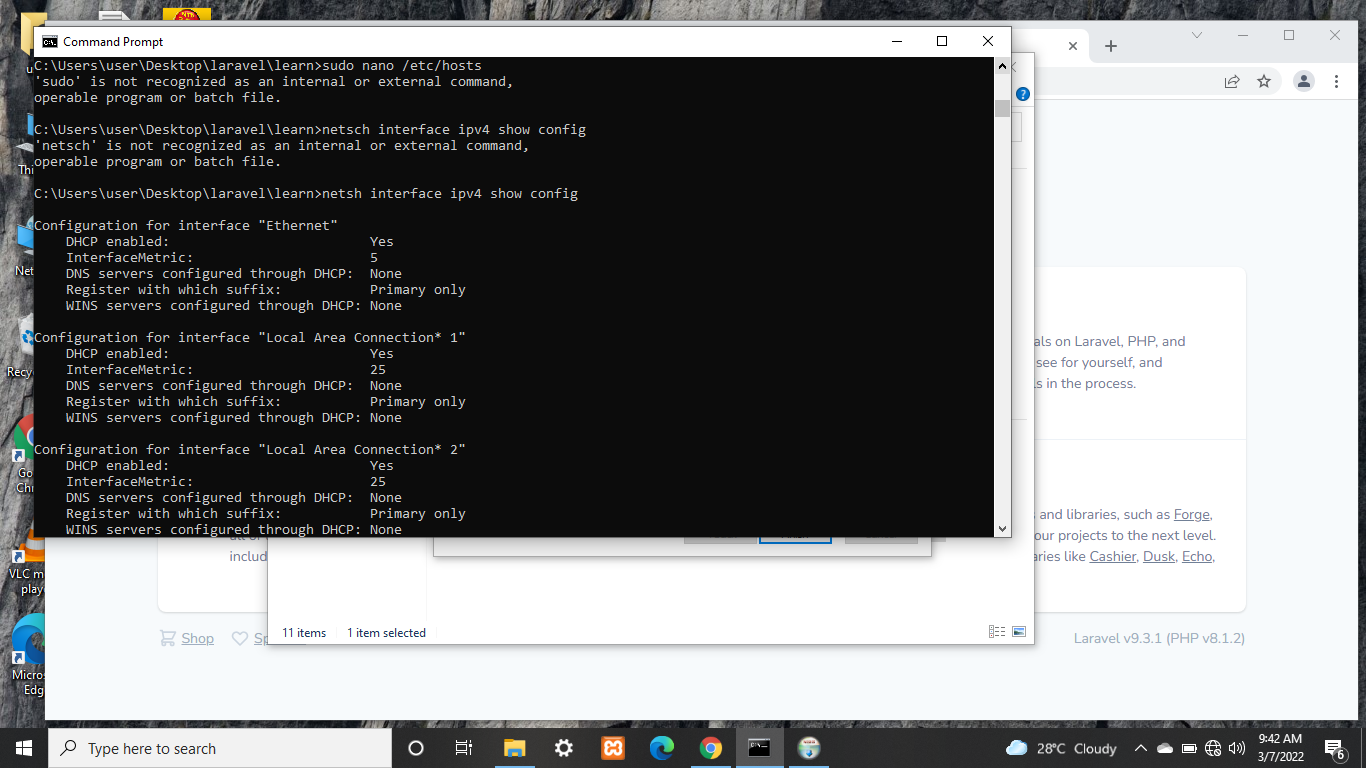 Command Prompt
C:\Users\user\Desktop\laravel\learn>sudo nano /etc/hosts
'sudo' is not recognized as an internal or external command,
operable program or batch file.
C:\Users\user\Desktop\laravel\learn>netsch interface ipv4 show config
'netsch' is not recognized as an internal or external command,
operable program or batch file.
C:\Users\user\Desktop\laravel\learn>netsh interface ipv4 show config
Configuration for interface "Ethernet"
DHCP enabled: Yes
InterfaceMetric: 5
DNS servers configured through DHCP: None
Register with which suffix: Primary only
WINS servers configured through DHCP: None
Configuration for interface "Local Area Connection* 1"
DHCP enabled: Yes
InterfaceMetric: 25
DNS servers configured through DHCP: None
Register with which suffix: Primary only
WINS servers configured through DHCP: None
Configuration for interface "Local Area Connection* 2"
DHCP enabled: Yes
InterfaceMetric: 25
DNS servers configured through DHCP: None
Register with which suffix: Primary only
WINS servers configured through DHCP: None
als on Laravel, PHP, and
see for yourself, and
s in the process.
and libraries, such as Forge,
our projects to the next level.
aries like Cashier, Dusk, Echo,
includ
11 items 1 item selected
Shop Sp
Laravel v9.3.1 (PHP v8.1.2)
Thi
Net
Recyc
Go
Chr
VLC m
play
Micros
Edg
Type here to search
28°C Cloudy
9:42 AM
3/7/2022
6